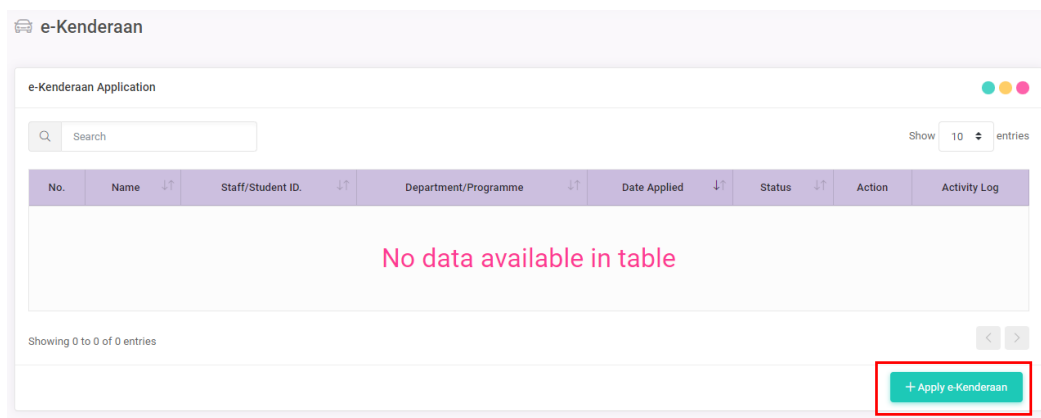 e-Kenderaan
e-Kenderaan Application
Search
Show 10 entries
No. Name Staff/Student ID. Department/Programme Date Applied Status Action Activity Log
No data available in table
Showing 0 to 0 of 0 entries
+ Apply e-Kenderaan